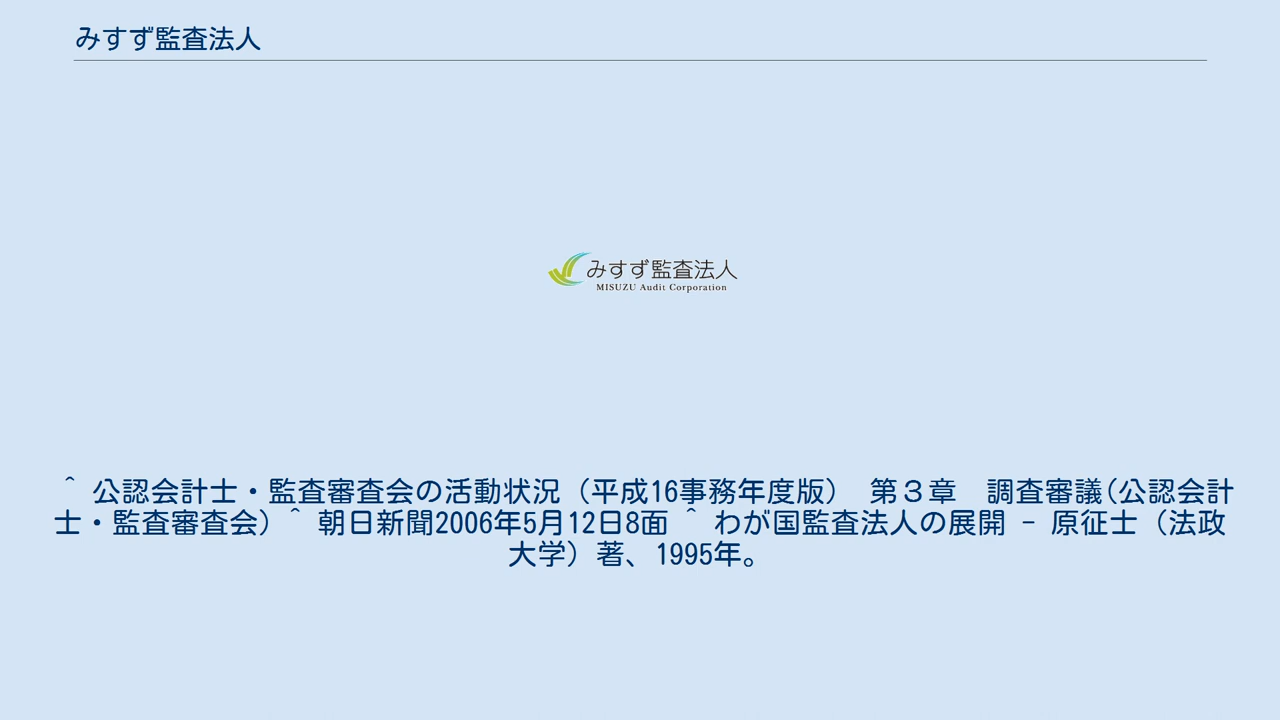 みすず監査法人
みすず監査法人
MISUZU Audit Corporation
^ 公認会計士・監査審査会の活動状況（平成16事務年度版）　第３章　調査審議(公認会計
士・監査審査会) ^ 朝日新聞2006年5月12日8面 ^ わが国監査法人の展開 - 原征士（法政
大学）著、1995年。